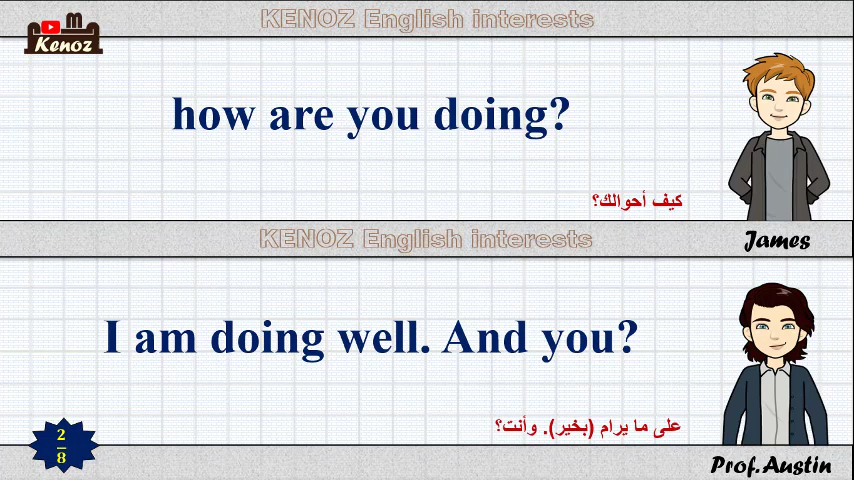 KENOZ English interests
Kenoz
how are you doing?
كيف أحوالك؟
James
KENOZ English interests
I am doing well. And you?
على ما يرام (بخير). وأنت؟
Prof. Austin
2
8